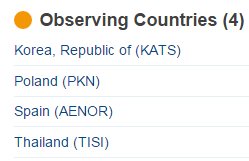 Observing Countries (4)
Korea, Republic of (KATS)
Poland (PKN)
Spain (AENOR)
Thailand (TISI)